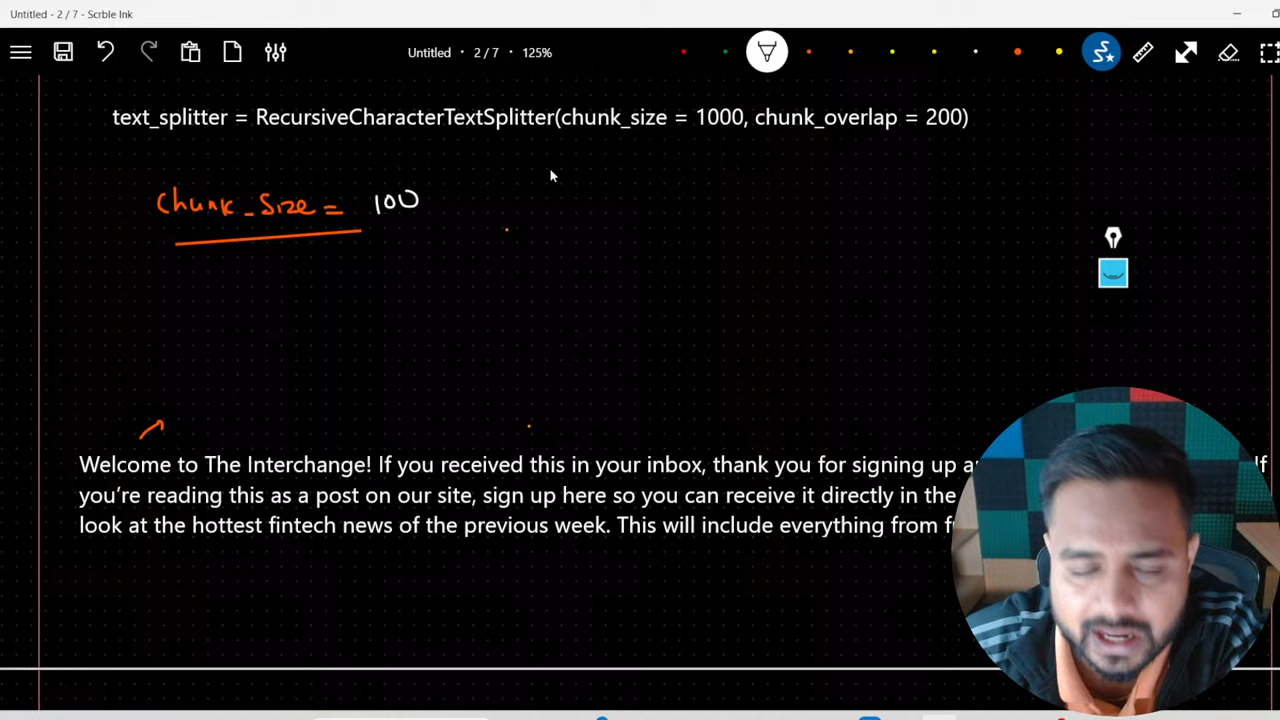 Untitled - 2 / 7 - Scrble Ink
Untitled • 2 / 7 • 125%
text_splitter = RecursiveCharacterTextSplitter(chunk_size = 1000, chunk_overlap = 200)
Chunk_Size = 100
Welcome to The Interchange! If you received this in your inbox, thank you for signing up If
you’re reading this as a post on our site, sign up here so you can receive it directly in the
look at the hottest fintech news of the previous week. This will include everything from